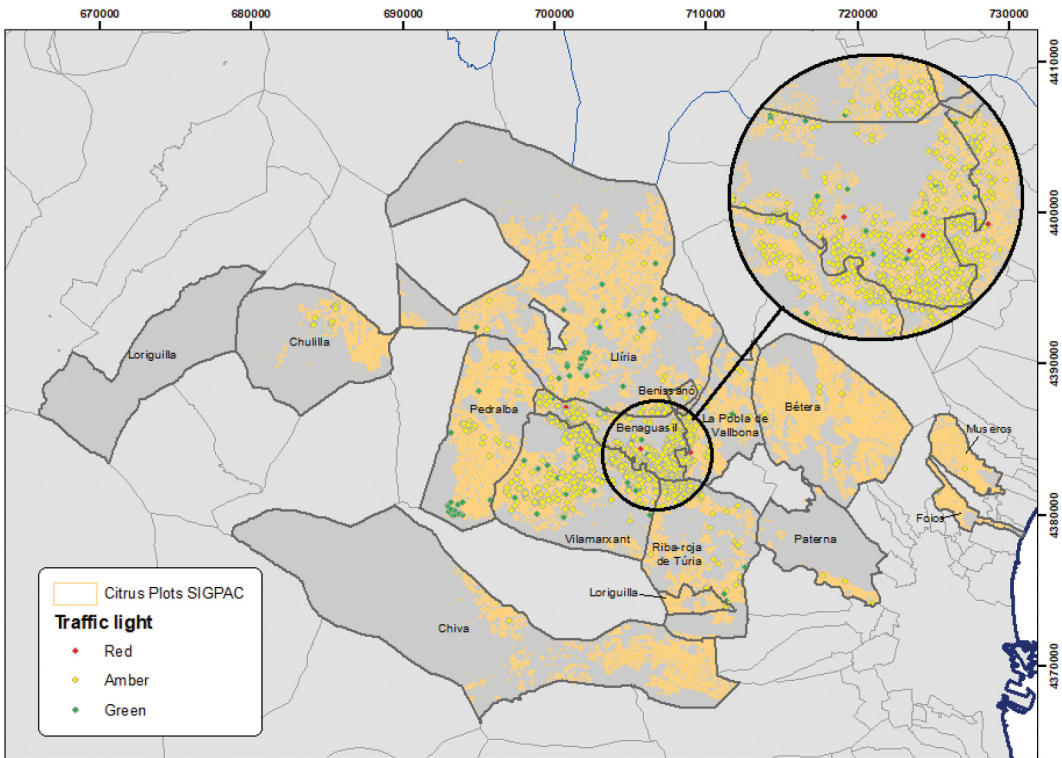 670000 680000 690000 700000 710000 720000 730000
4410000
4400000
4390000
4380000
4370000
Loriguilla
Chulilla
Llíria
Benissanó
Pedralba
Benaguasil
La Pobla de
Vallbona
Bétera
Museros
Foios
Vilamarxant
Riba-roja
de Túria
Paterna
Loriguilla
Chiva
Citrus Plots SIGPAC
Traffic light
Red
Amber
Green